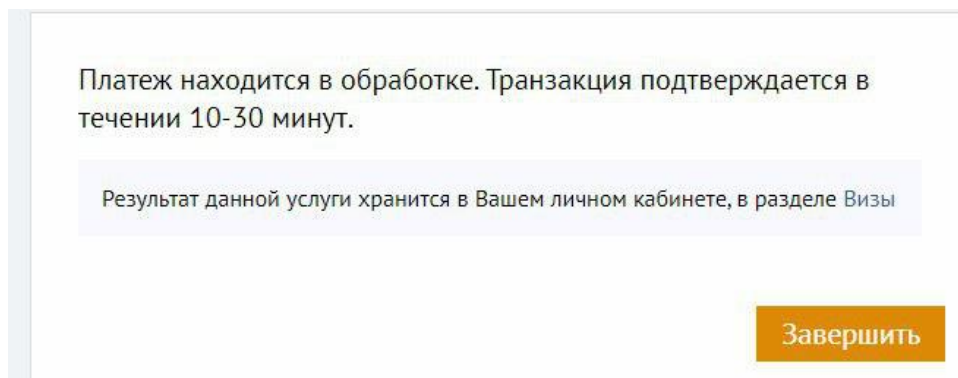 Платеж находится в обработке. Транзакция подтверждается в
течении 10-30 минут.
Результат данной услуги хранится в Вашем личном кабинете, в разделе Визы
Завершить